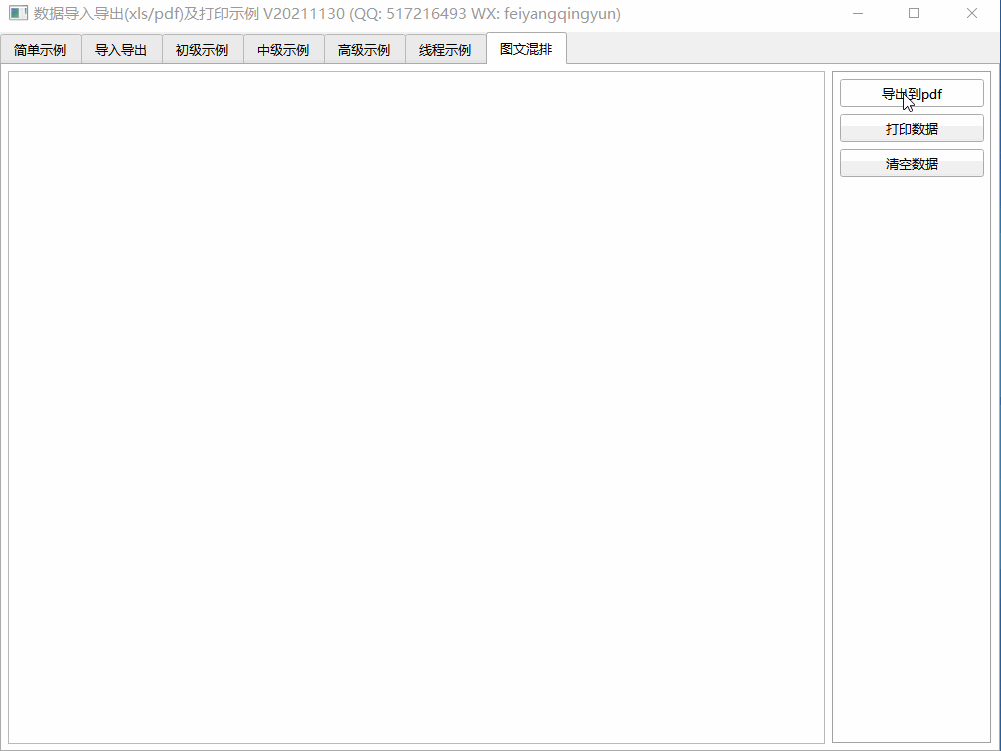 数据导入导出(xls/pdf)及打印示例 V20211130 (QQ: 517216493 WX: feiyangqingyun)
简单示例 导入导出 初级示例 中级示例 高级示例 线程示例 图文混排
导出到pdf
打印数据
清空数据